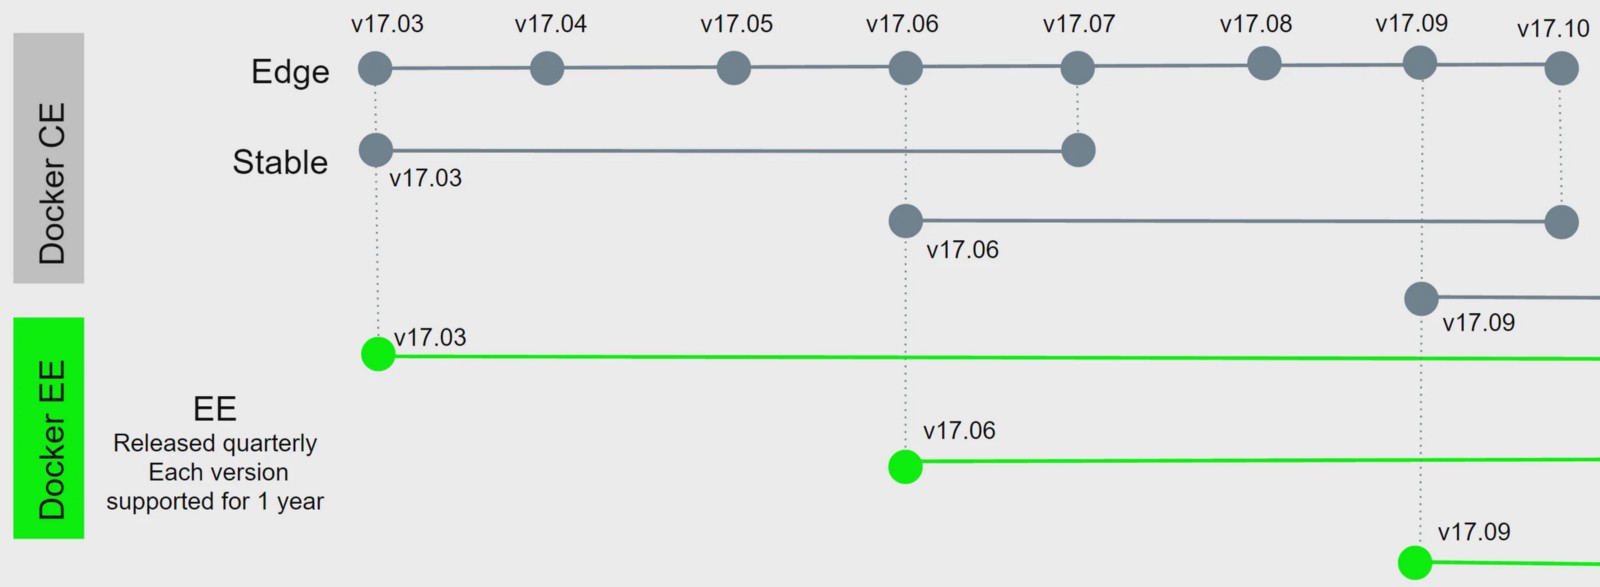 v17.03 v17.04 v17.05 v17.06 v17.07 v17.08 v17.09 v17.10
Edge
Docker CE
Stable
v17.03
v17.06
v17.09
v17.03
Docker EE
EE
Released quarterly
Each version
supported for 1 year
v17.06
v17.09